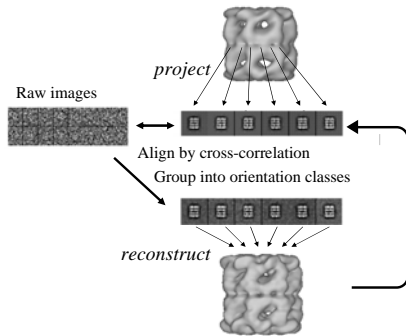 project
Raw images
Align by cross-correlation
Group into orientation classes
reconstruct